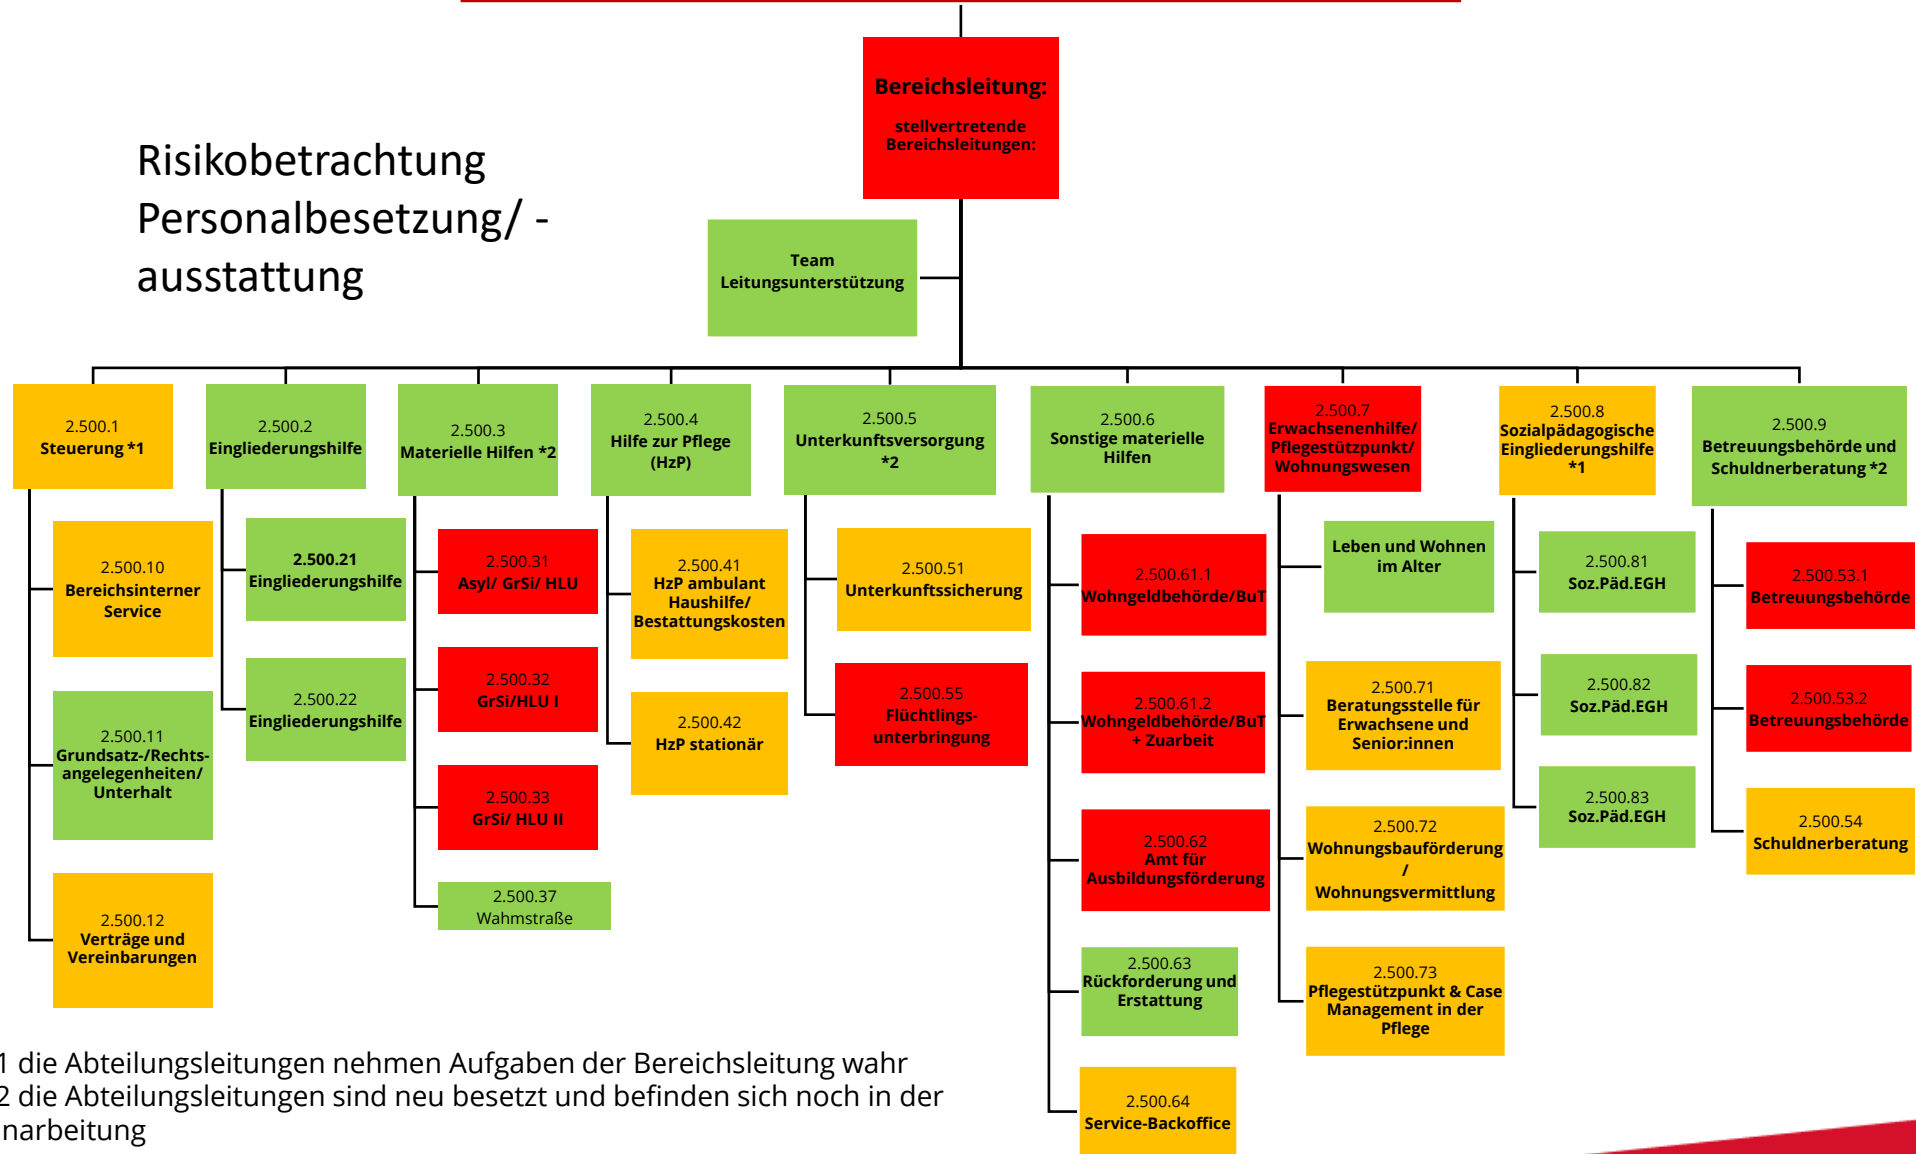 Bereichsleitung:
stellvertretende
Bereichsleitungen:
Risikobetrachtung
Personalbesetzung/ -
ausstattung
Team
Leitungsunterstützung
2.500.1
Steuerung *1
2.500.10
Bereichsinterner
Service
2.500.11
Grundsatz-/Rechts-
angelegenheiten/
Unterhalt
2.500.12
Verträge und
Vereinbarungen
2.500.2
Eingliederungshilfe
2.500.21
Eingliederungshilfe
2.500.22
Eingliederungshilfe
2.500.3
Materielle Hilfen *2
2.500.31
Asyl/ GrSi/ HLU
2.500.32
GrSi/HLU I
2.500.33
GrSi/ HLU II
2.500.37
Wahmstraße
2.500.4
Hilfe zur Pflege
(HzP)
2.500.41
HzP ambulant
Haushilfe/
Bestattungskosten
2.500.42
HzP stationär
2.500.5
Unterkunftsversorgung
*2
2.500.51
Unterkunftssicherung
2.500.55
Flüchtlings-
unterbringung
2.500.6
Sonstige materielle
Hilfen
2.500.61.1
Wohngeldbehörde/BuT
2.500.61.2
Wohngeldbehörde/BuT
+ Zuarbeit
2.500.62
Amt für
Ausbildungsförderung
2.500.63
Rückforderung und
Erstattung
2.500.64
Service-Backoffice
2.500.7
Erwachsenenhilfe/
Pflegestützpunkt/
Wohnungswesen
Leben und Wohnen
im Alter
2.500.71
Beratungsstelle für
Erwachsene und
Senior:innen
2.500.72
Wohnungsbauförderung
/
Wohnungsvermittlung
2.500.73
Pflegestützpunkt & Case
Management in der
Pflege
2.500.8
Sozialpädagogische
Eingliederungshilfe
*1
2.500.81
Soz.Päd.EGH
2.500.82
Soz.Päd.EGH
2.500.83
Soz.Päd.EGH
2.500.9
Betreuungsbehörde und
Schuldnerberatung *2
2.500.53.1
Betreuungsbehörde
2.500.53.2
Betreuungsbehörde
2.500.54
Schuldnerberatung
1 die Abteilungsleitungen nehmen Aufgaben der Bereichsleitung wahr
2 die Abteilungsleitungen sind neu besetzt und befinden sich noch in der
narbeitung